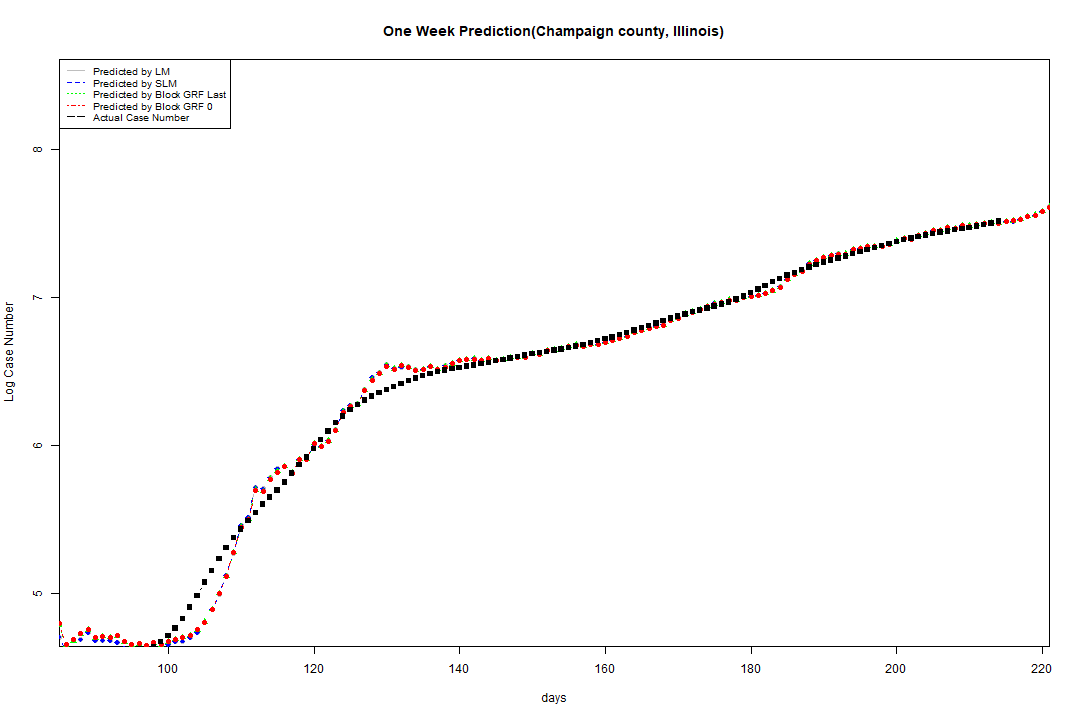 One Week Prediction(Champaign county, Illinois)
Predicted by LM
Predicted by SLM
Predicted by Block GRF Last
Predicted by Block GRF 0
Actual Case Number
8
7
6
5
Log Case Number
100 120 140 160 180 200 220
days